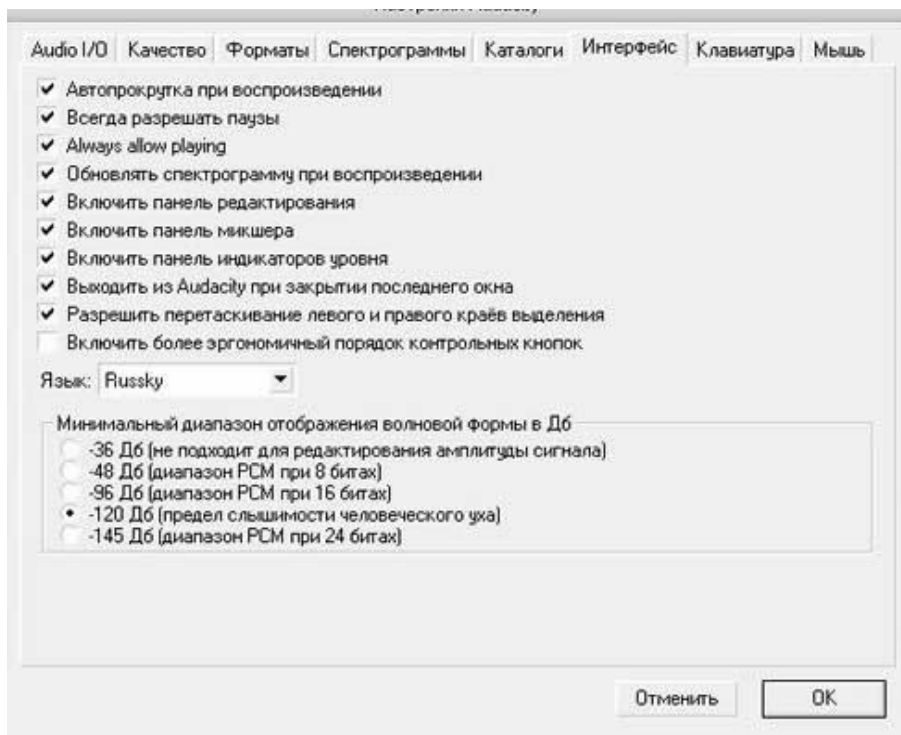 Audio I/O Качество Форматы Спектрограммы Каталоги Интерфейс Клавиатура Мышь
Автопрокрутка при воспроизведении
Всегда разрешать паузы
Always allow playing
Обновлять спектрограмму при воспроизведении
Включить панель редактирования
Включить панель микшера
Включить панель индикаторов уровня
Выходить из Audacity при закрытии последнего окна
Разрешить перетаскивание левого и правого краёв выделения
Включить более эргономичный порядок контрольных кнопок
Язык: Russky
Минимальный диапазон отображения волновой формы в Дб
-36 Дб (не подходит для редактирования амплитуды сигнала)
-48 Дб (диапазон PCM при 8 битах)
-96 Дб (диапазон PCM при 16 битах)
-120 Дб (предел слышимости человеческого уха)
-145 Дб (диапазон PCM при 24 битах)
Отменить OK